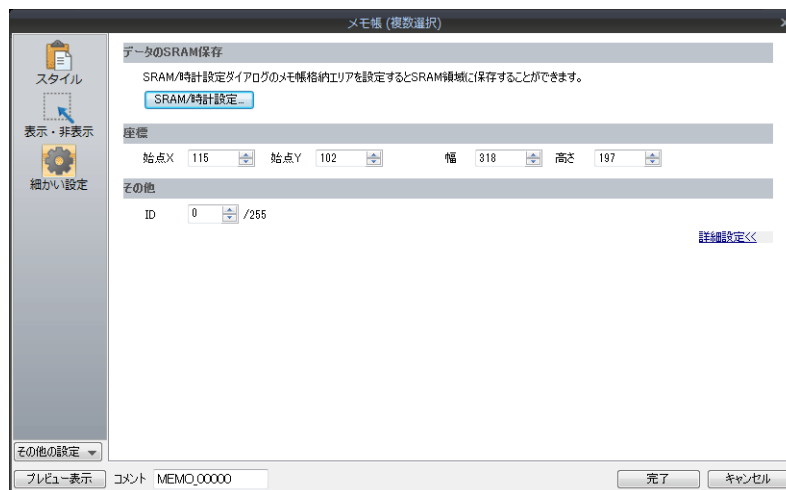 メモ帳 (複数選択)
スタイル
表示・非表示
細かい設定
データのSRAM保存
SRAM/時計設定ダイアログのメモ帳格納エリアを設定するとSRAM領域に保存することができます。
SRAM/時計設定...
座標
始点X 115 始点Y 102 幅 318 高さ 197
その他
ID 0 /255
詳細設定<<
その他の設定
プレビュー表示 コメント MEMO_00000 完了 キャンセル